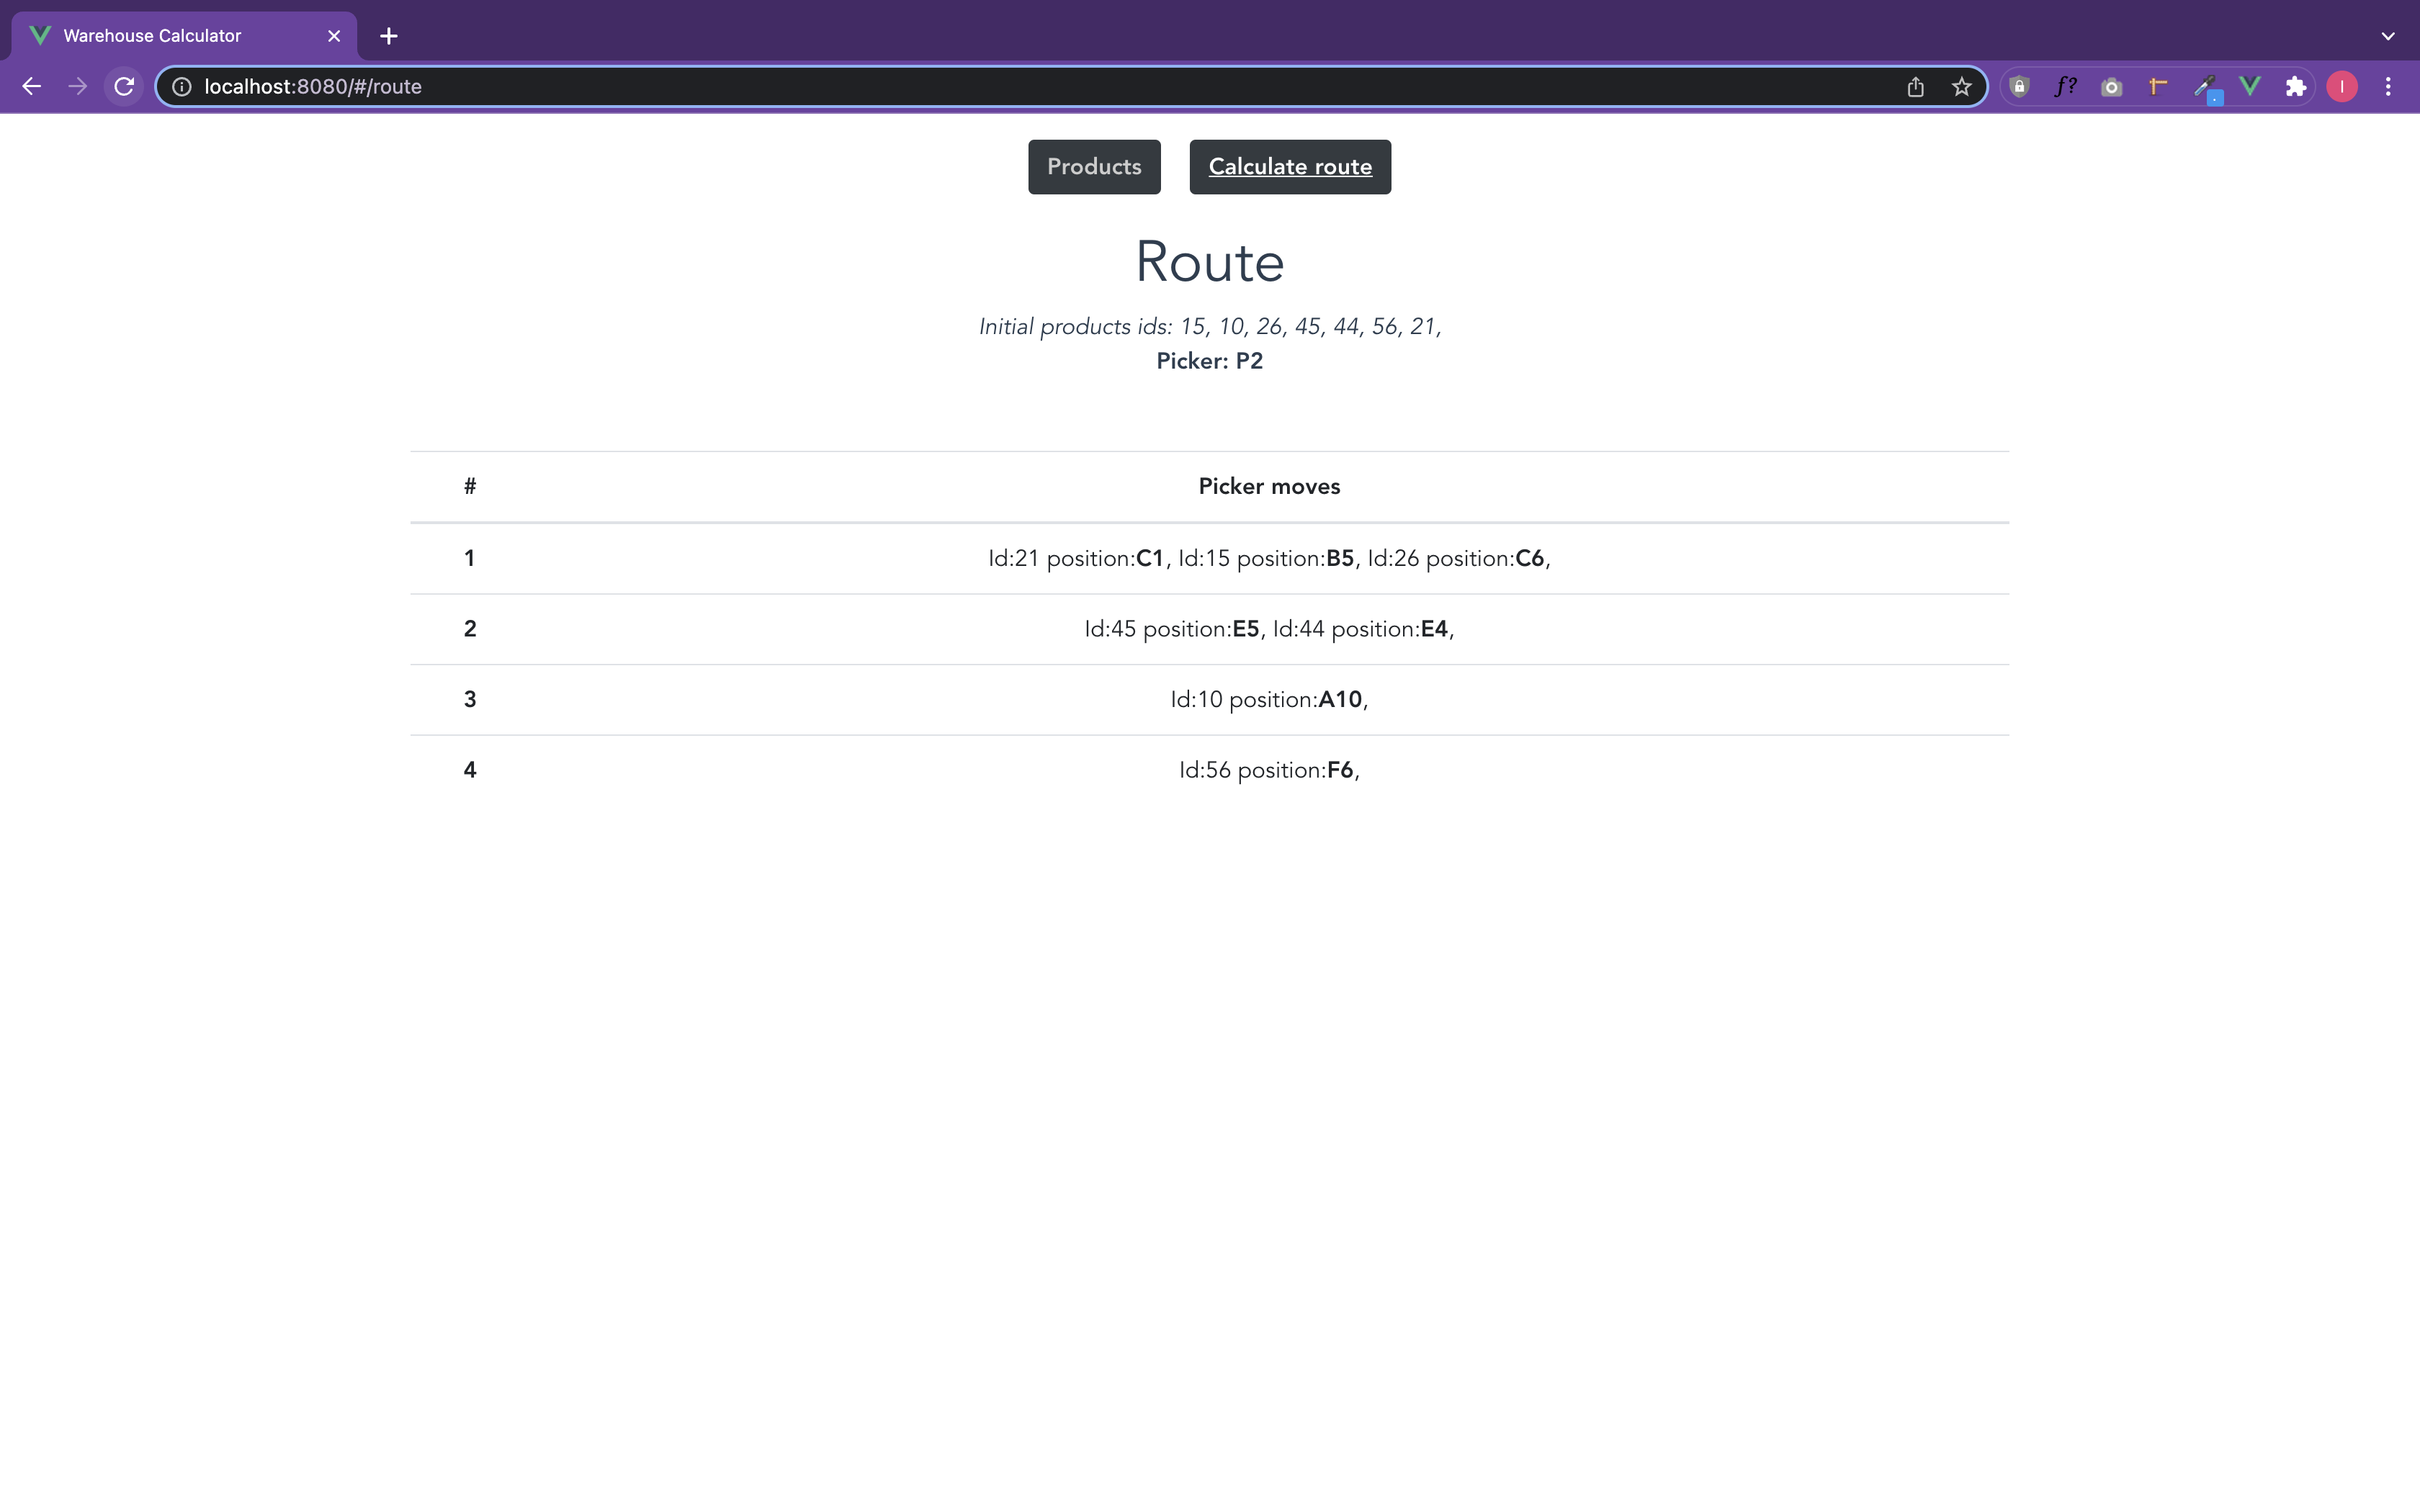 Warehouse Calculator
localhost:8080/#/route
f?
I
Products
Calculate route
Route
Initial products ids: 15, 10, 26, 45, 44, 56, 21,
Picker: P2
# Picker moves
1 Id:21 position:C1, Id:15 position:B5, Id:26 position:C6,
2 Id:45 position:E5, Id:44 position:E4,
3 Id:10 position:A10,
4 Id:56 position:F6,